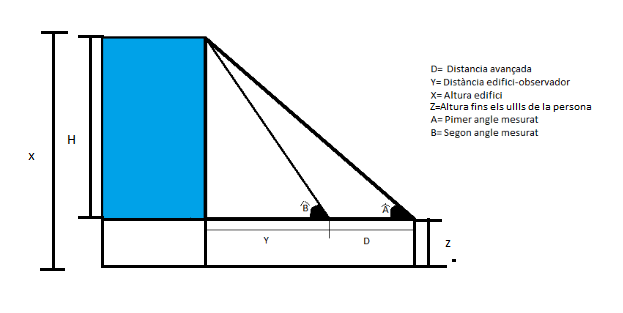 D= Distancia avançada
Y= Distància edifici-observador
X= Altura edifici
Z=Altura fins els ullls de la persona
A= Pimer angle mesurat
B= Segon angle mesurat
H
X
B
A
Y
D
Z